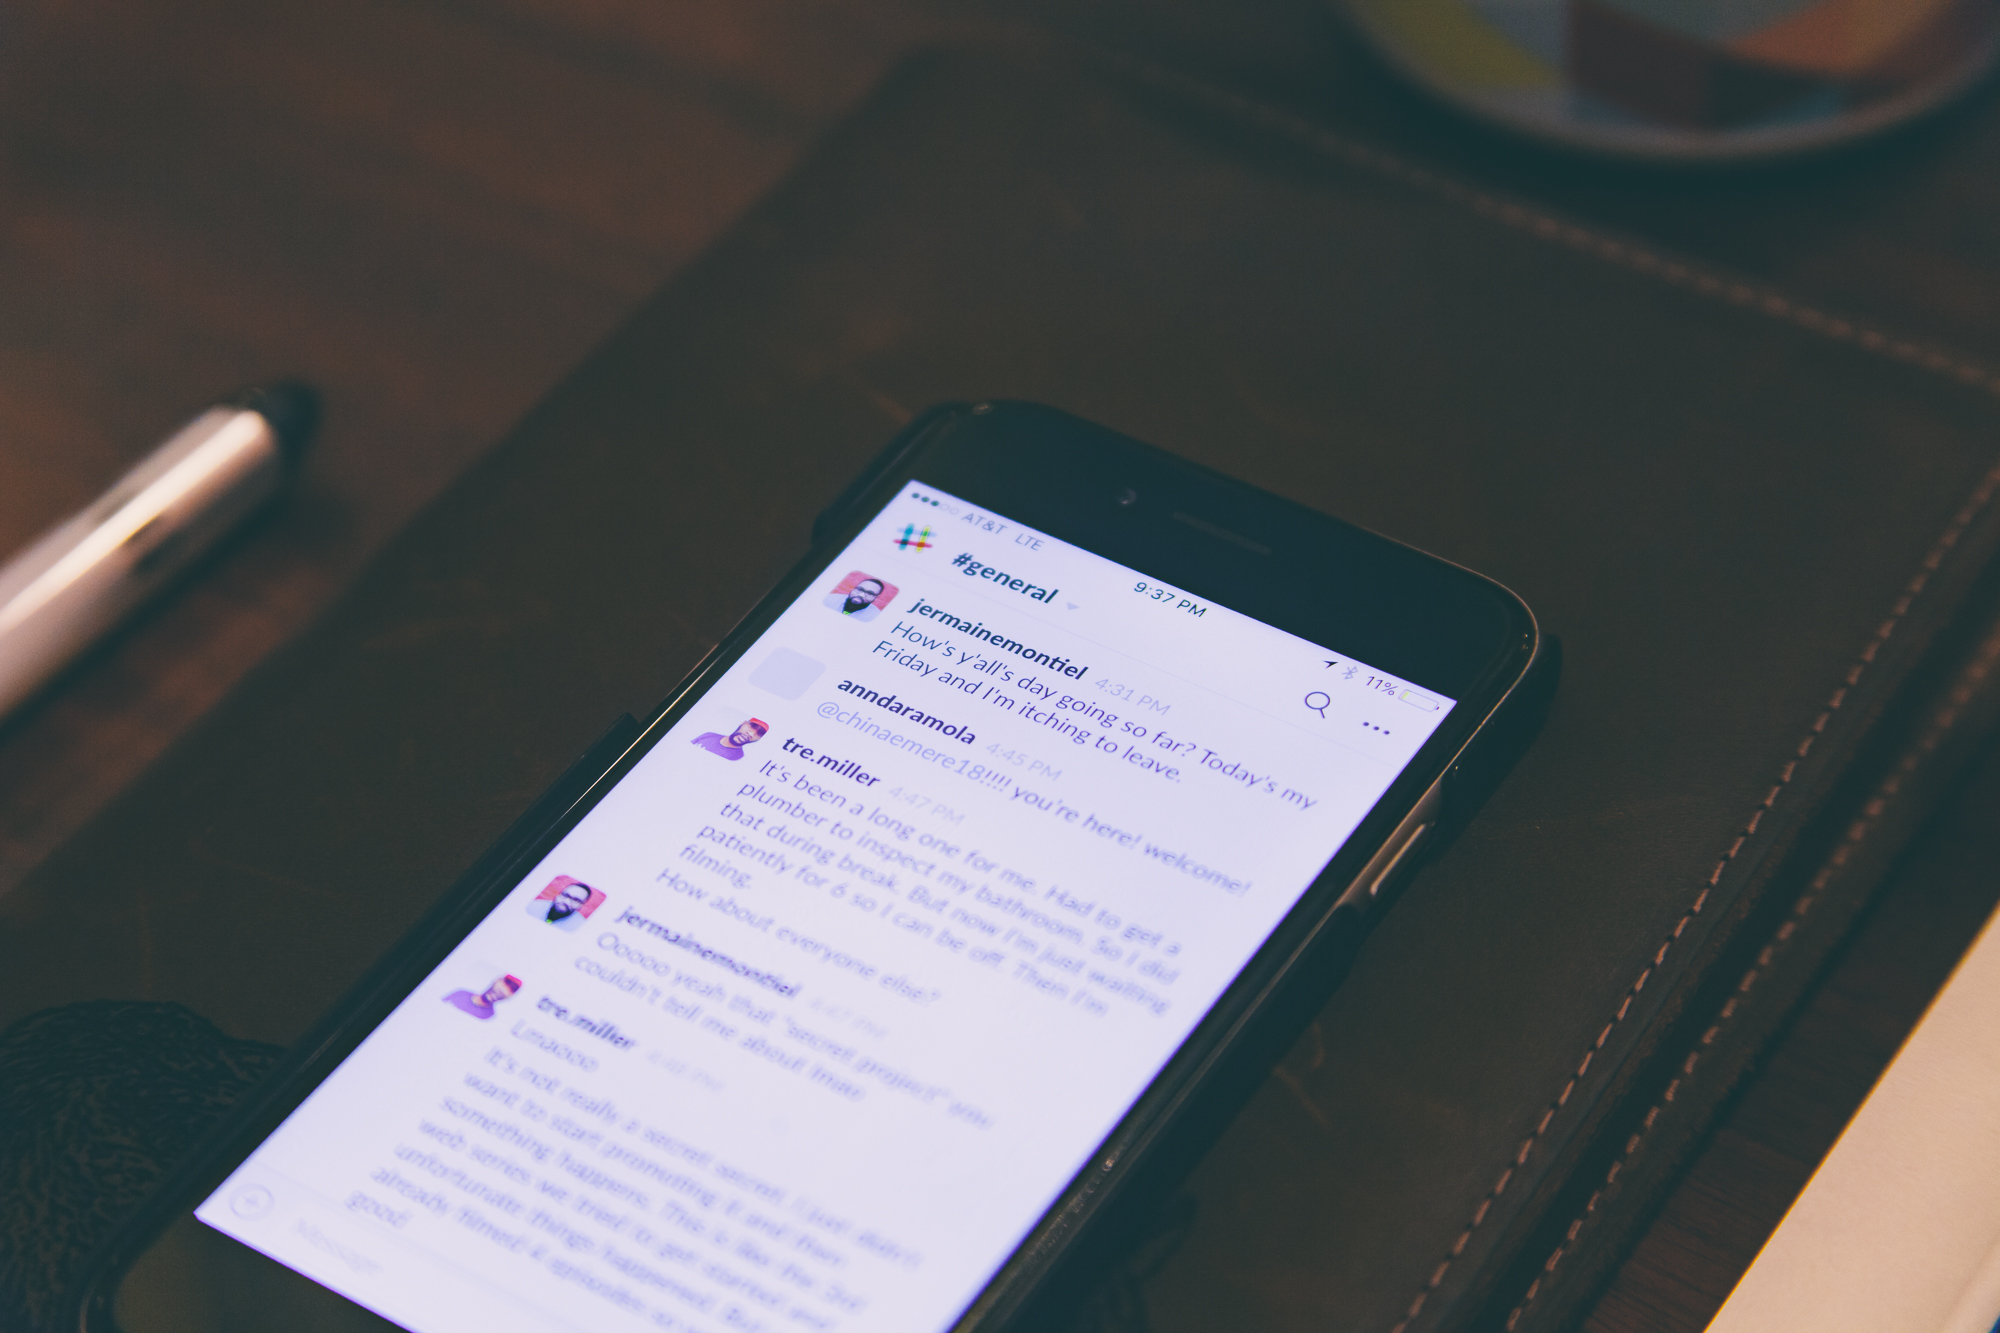 AT&T LTE
9:37 PM
11%
#general
jermainemontiel 4:31 PM
How's y'all's day going so far? Today's my
Friday and I'm itching to leave.
anndaramola 4:45 PM
@chinaemere18!!!! you're here! welcome!
tre.miller 4:47 PM
It's been a long one for me. Had to get a
plumber to inspect my bathroom. So I did
that during break. But now I'm just waiting
patiently for 6 so I can be off. Then I'm
filming.
How about everyone else?
jermainemontiel 4:47 PM
Ooooo yeah that "secret project" you
couldn't tell me about lmao
tre.miller
Lmaooo
It's not really a secret secret. I just didn't
want to start promoting it and then
something happens. This is like the 3rd
web series we tried to get started and
unfortunate things happened. But
already filmed 4 episodes so
good!
Message